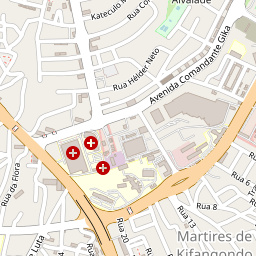 Alvalade
Kateculo M
Rua Co
Rua Hélder Neto
Avenida Comandante Gika
Rua da Flora
Rua 6
Rua 8
Rua 13
Rua 20
a Luta
Martires de
Kifangondo